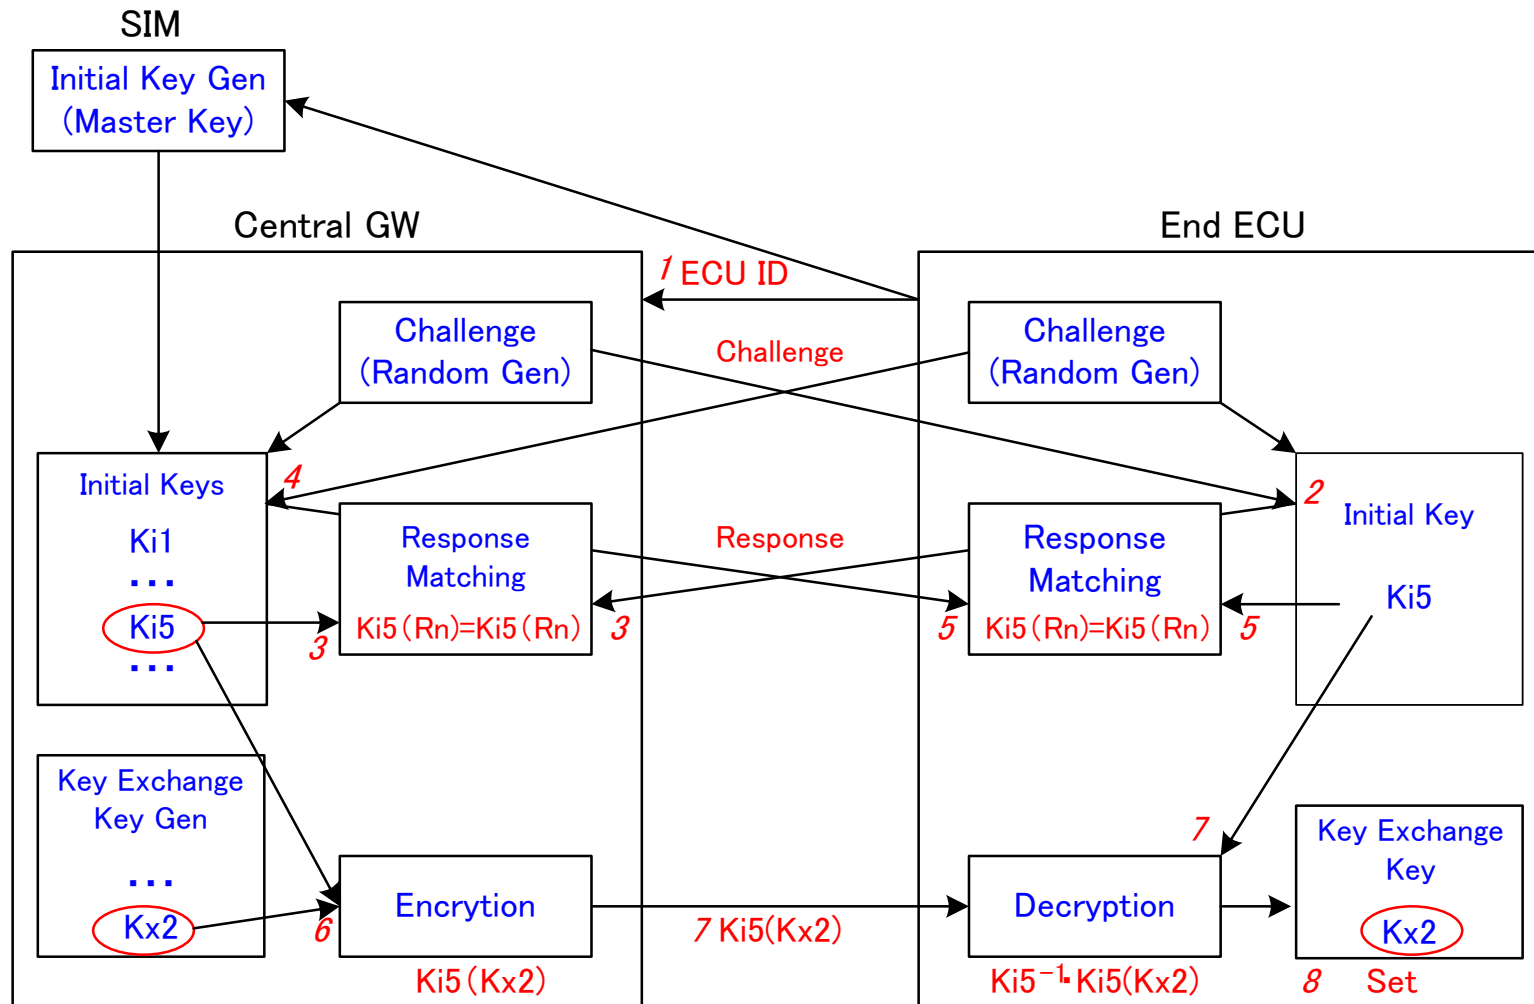 SIM
Initial Key Gen
(Master Key)
Central GW
End ECU
1 ECU ID
Challenge
(Random Gen)
Challenge
Challenge
(Random Gen)
Initial Keys
4
Ki1
...
Ki5
...
3
Response
Matching
Ki5(Rn)=Ki5(Rn)
3
Response
Response
Matching
5
Ki5(Rn)=Ki5(Rn)
5
2
Initial Key
Ki5
Key Exchange
Key Gen
...
Kx2
6
Encrytion
Ki5(Kx2)
7 Ki5(Kx2)
7
Decryption
Ki5⁻¹·Ki5(Kx2)
Key Exchange
Key
Kx2
8 Set